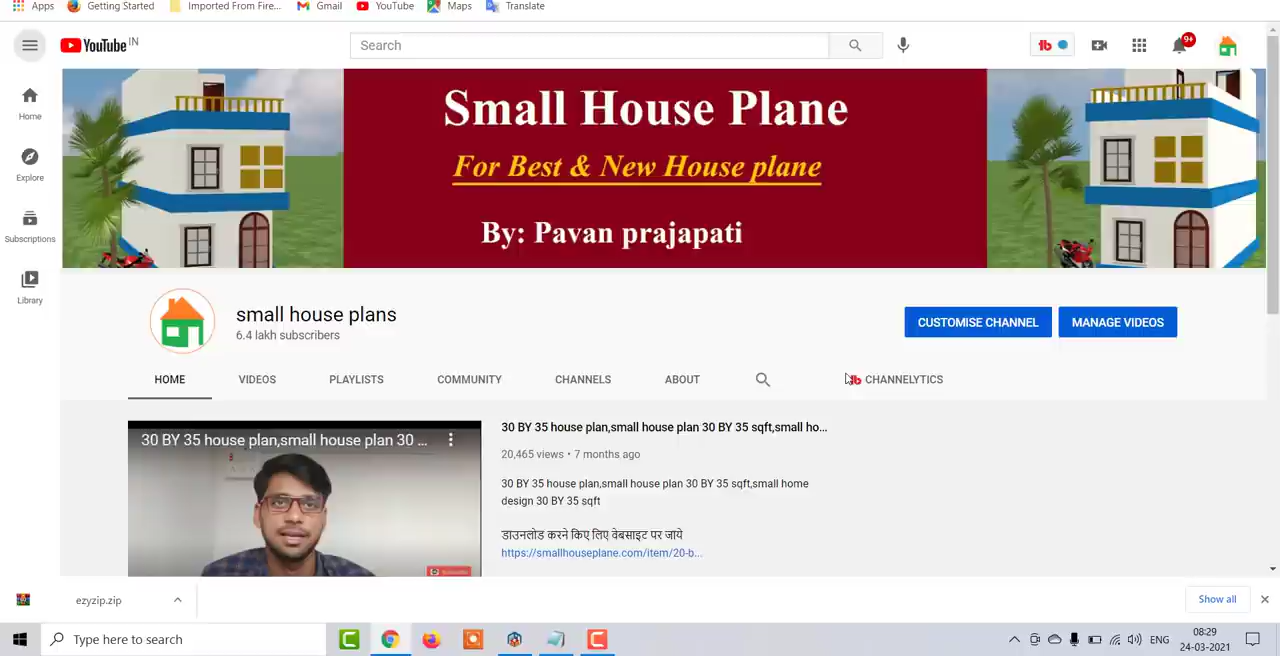 Apps Getting Started Imported From Fire... Gmail YouTube Maps Translate
YouTube IN
Search
9+
Home
Explore
Subscriptions
Library
Small House Plane
For Best & New House plane
By: Pavan prajapati
small house plans
6.4 lakh subscribers
CUSTOMISE CHANNEL
MANAGE VIDEOS
HOME VIDEOS PLAYLISTS COMMUNITY CHANNELS ABOUT CHANNELYTICS
30 BY 35 house plan,small house plan 30 ...
30 BY 35 house plan,small house plan 30 BY 35 sqft,small ho...
20,465 views • 7 months ago
30 BY 35 house plan,small house plan 30 BY 35 sqft,small home
design 30 BY 35 sqft
डाउनलोड करने किए लिए वेबसाइट पर जाये
https://smallhouseplane.com/item/20-b...
ezyzip.zip
Show all
Type here to search
ENG
08:29
24-03-2021